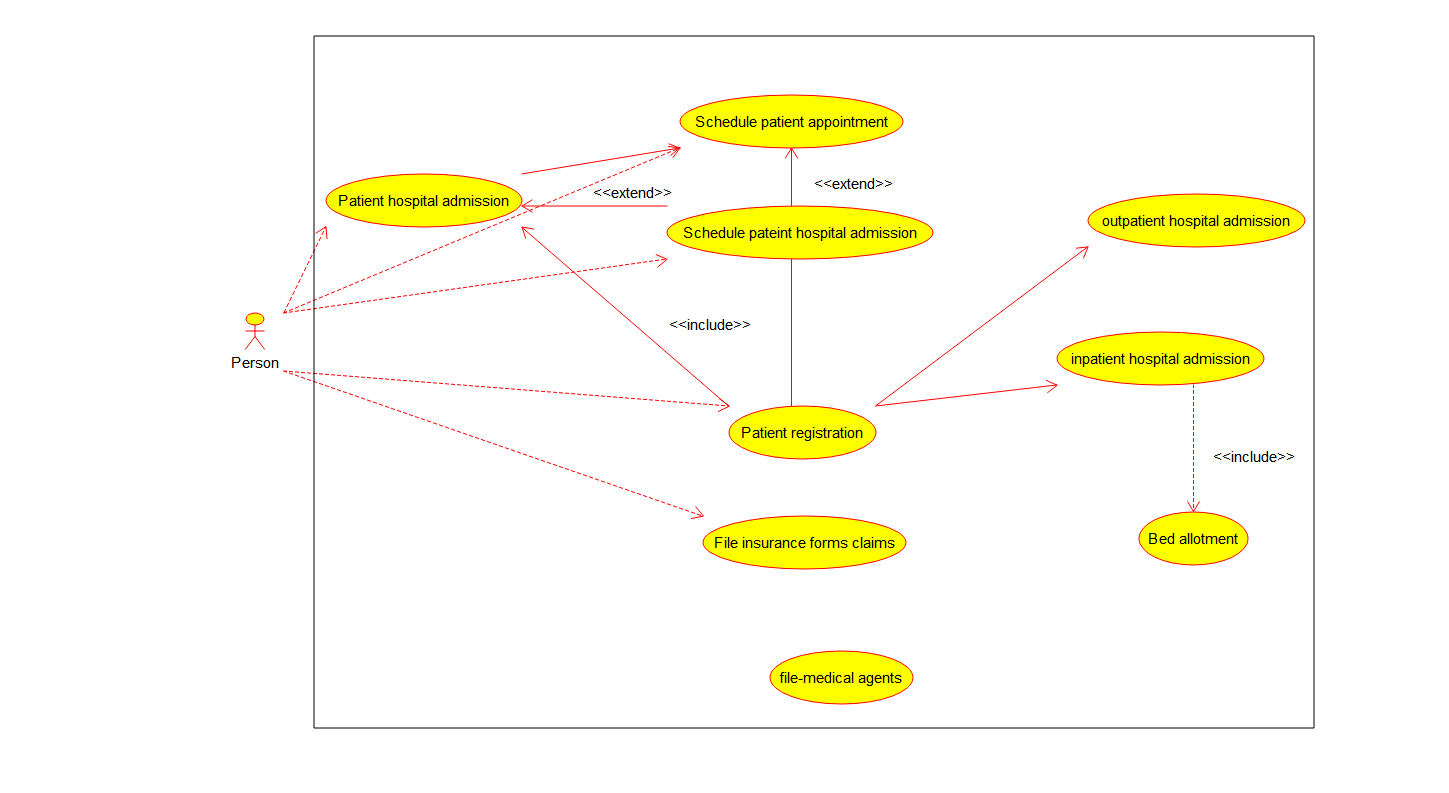 Schedule patient appointment
<<extend>>
<<extend>>
Patient hospital admission
outpatient hospital admission
Schedule pateint hospital admission
<<include>>
Person
inpatient hospital admission
Patient registration
<<include>>
File insurance forms claims
Bed allotment
file-medical agents